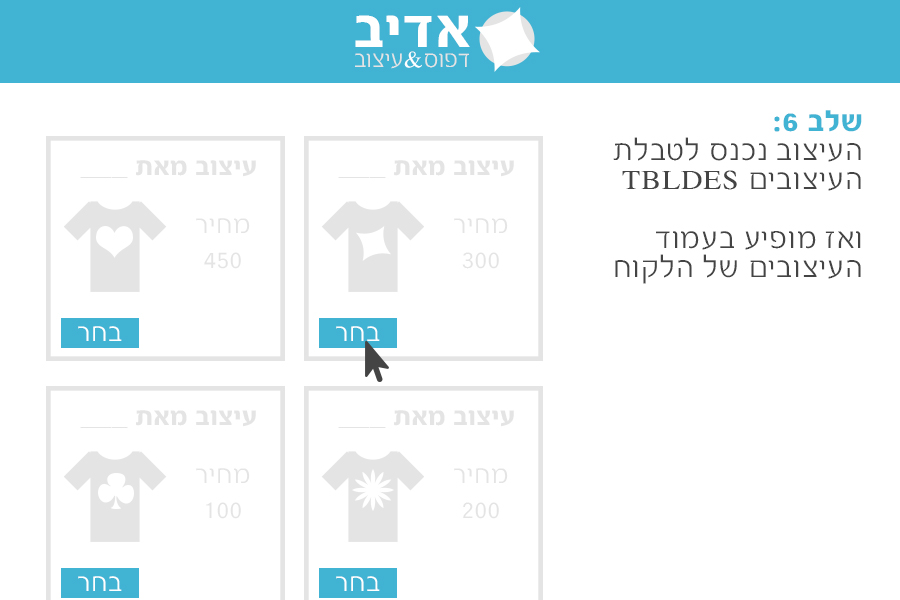 אדיב
דפוס&עיצוב
שלב 6:
העיצוב נכנס לטבלת
העיצובים TBLDES
ואז מופיע בעמוד
העיצובים של הלקוח
עיצוב מאת ____
מחיר
300
בחר
עיצוב מאת ____
מחיר
450
בחר
עיצוב מאת ____
מחיר
200
בחר
עיצוב מאת ____
מחיר
100
בחר